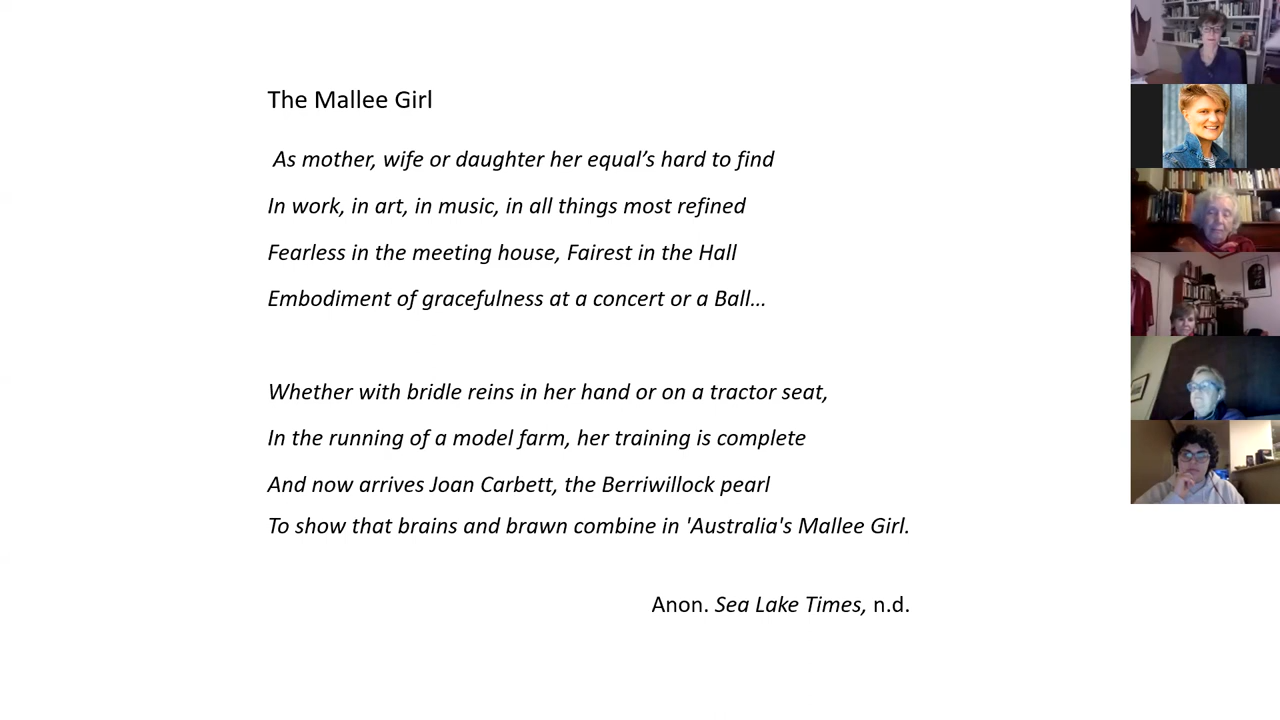 The Mallee Girl
As mother, wife or daughter her equal’s hard to find
In work, in art, in music, in all things most refined
Fearless in the meeting house, Fairest in the Hall
Embodiment of gracefulness at a concert or a Ball…
Whether with bridle reins in her hand or on a tractor seat,
In the running of a model farm, her training is complete
And now arrives Joan Carbett, the Berriwillock pearl
To show that brains and brawn combine in 'Australia's Mallee Girl.
Anon. Sea Lake Times, n.d.